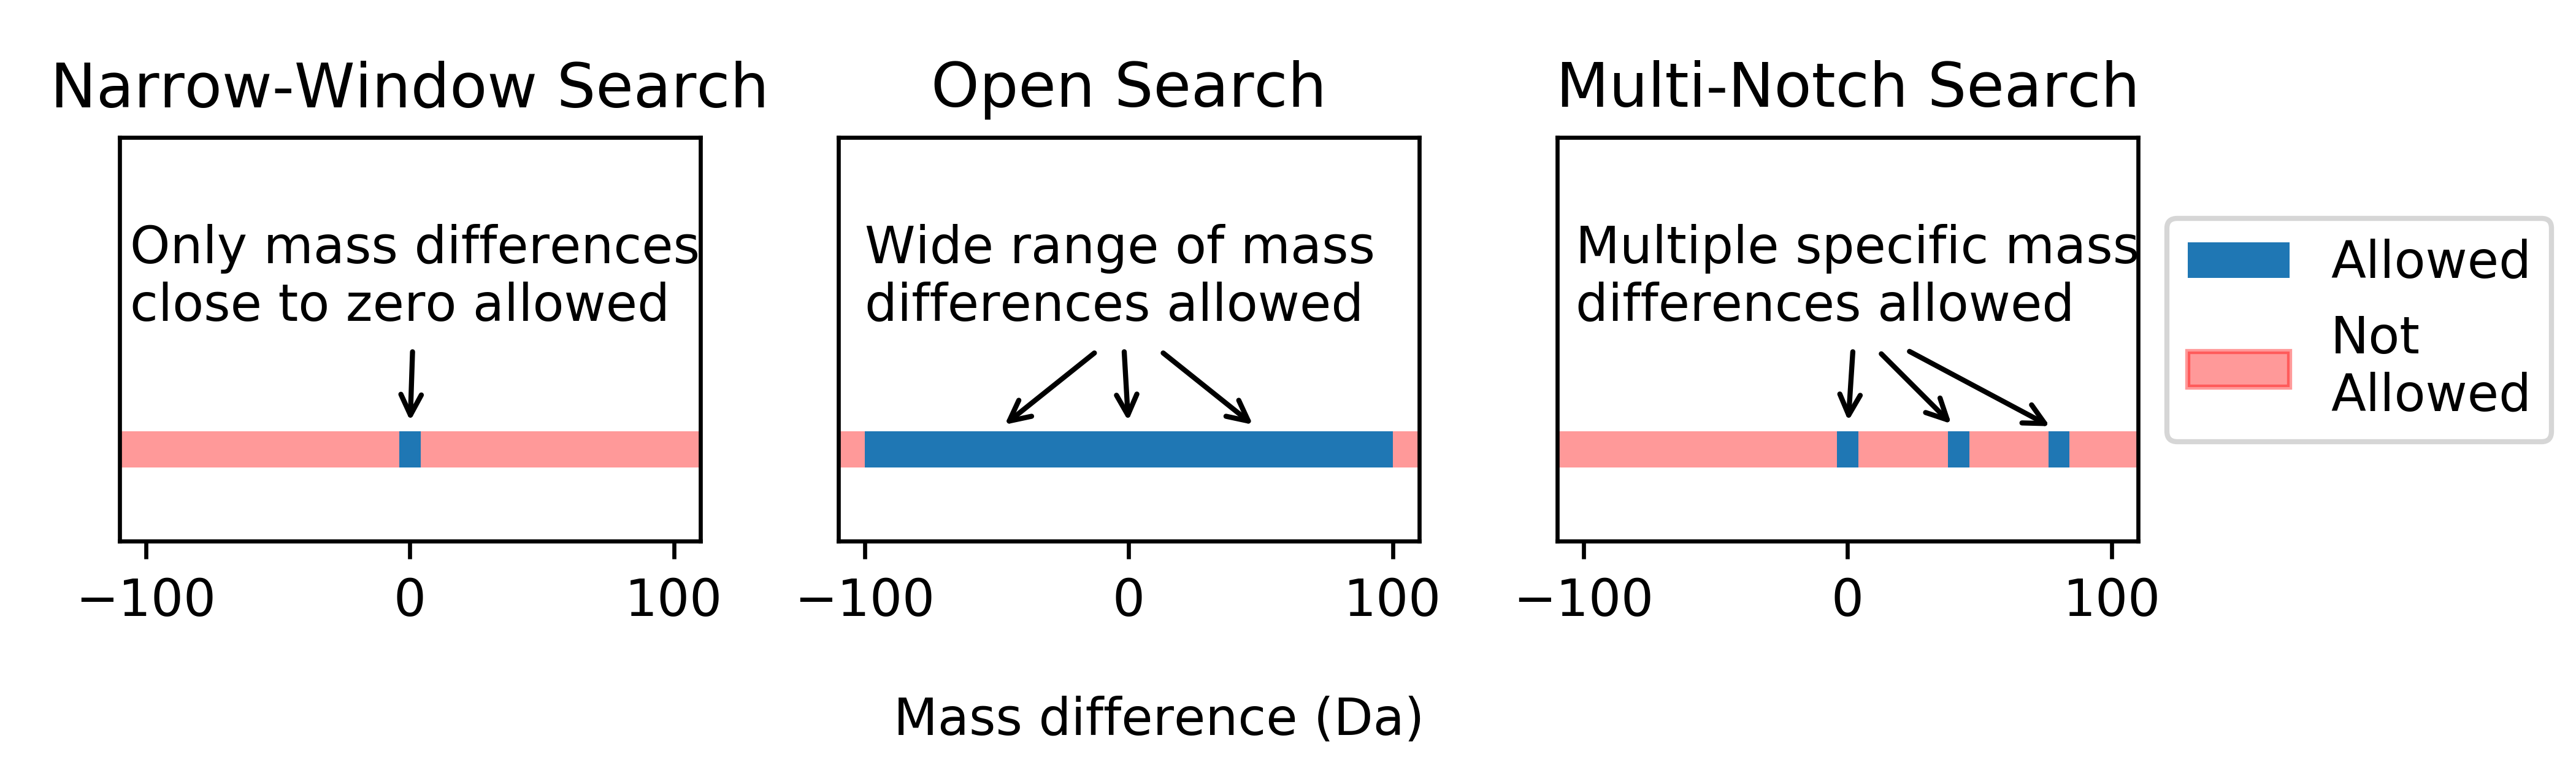 Narrow-Window Search
Only mass differences
close to zero allowed
−100 0 100
Open Search
Wide range of mass
differences allowed
−100 0 100
Multi-Notch Search
Multiple specific mass
differences allowed
−100 0 100
Allowed
Not
Allowed
Mass difference (Da)